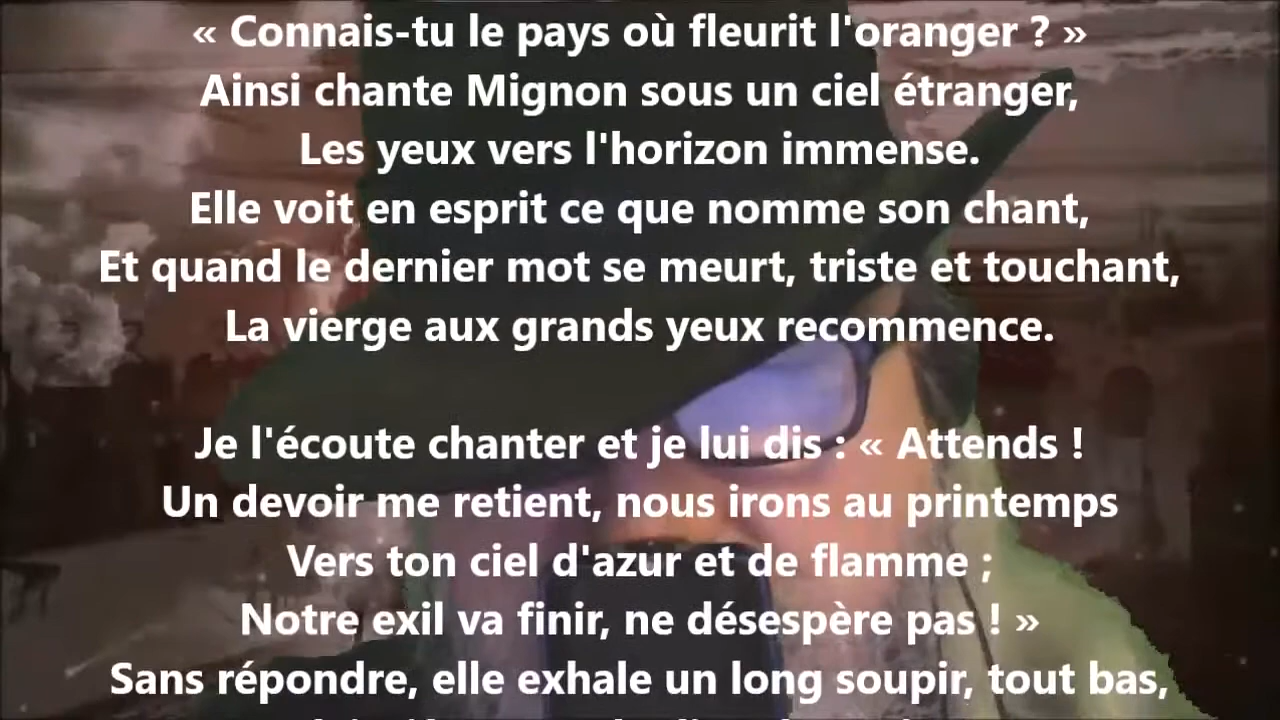 « Connais-tu le pays où fleurit l'oranger ? »
Ainsi chante Mignon sous un ciel étranger,
Les yeux vers l'horizon immense.
Elle voit en esprit ce que nomme son chant,
Et quand le dernier mot se meurt, triste et touchant,
La vierge aux grands yeux recommence.
Je l'écoute chanter et je lui dis : « Attends !
Un devoir me retient, nous irons au printemps
Vers ton ciel d'azur et de flamme ;
Notre exil va finir, ne désespère pas ! »
Sans répondre, elle exhale un long soupir, tout bas,